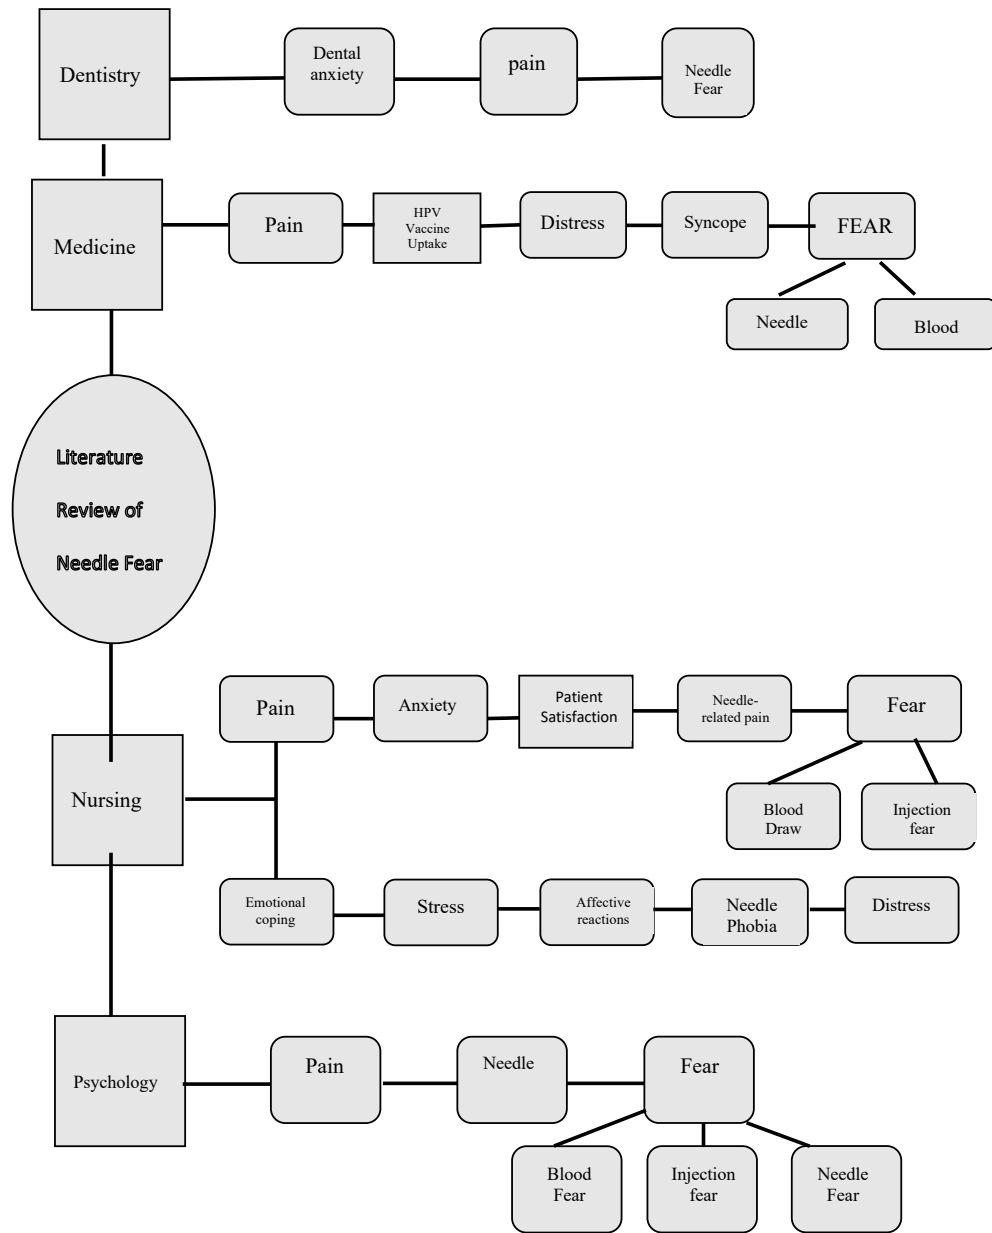 Dentistry
Dental
anxiety
pain
Needle
Fear
Medicine
Pain
HPV
Vaccine
Uptake
Distress
Syncope
FEAR
Needle
Blood
Literature
Review of
Needle Fear
Nursing
Pain
Anxiety
Patient
Satisfaction
Needle-
related pain
Fear
Blood
Draw
Injection
fear
Emotional
coping
Stress
Affective
reactions
Needle
Phobia
Distress
Psychology
Pain
Needle
Fear
Blood
Fear
Injection
fear
Needle
Fear